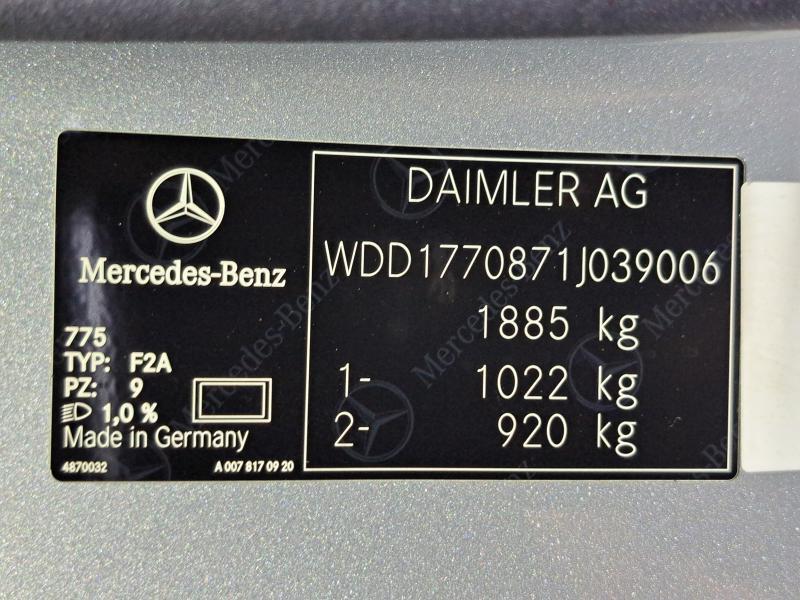 Mercedes-Benz
775
TYP: F2A
PZ: 9
1,0 %
Made in Germany
4870032 A 007 817 09 20
DAIMLER AG
WDD1770871J039006
1885 kg
1- 1022 kg
2- 920 kg